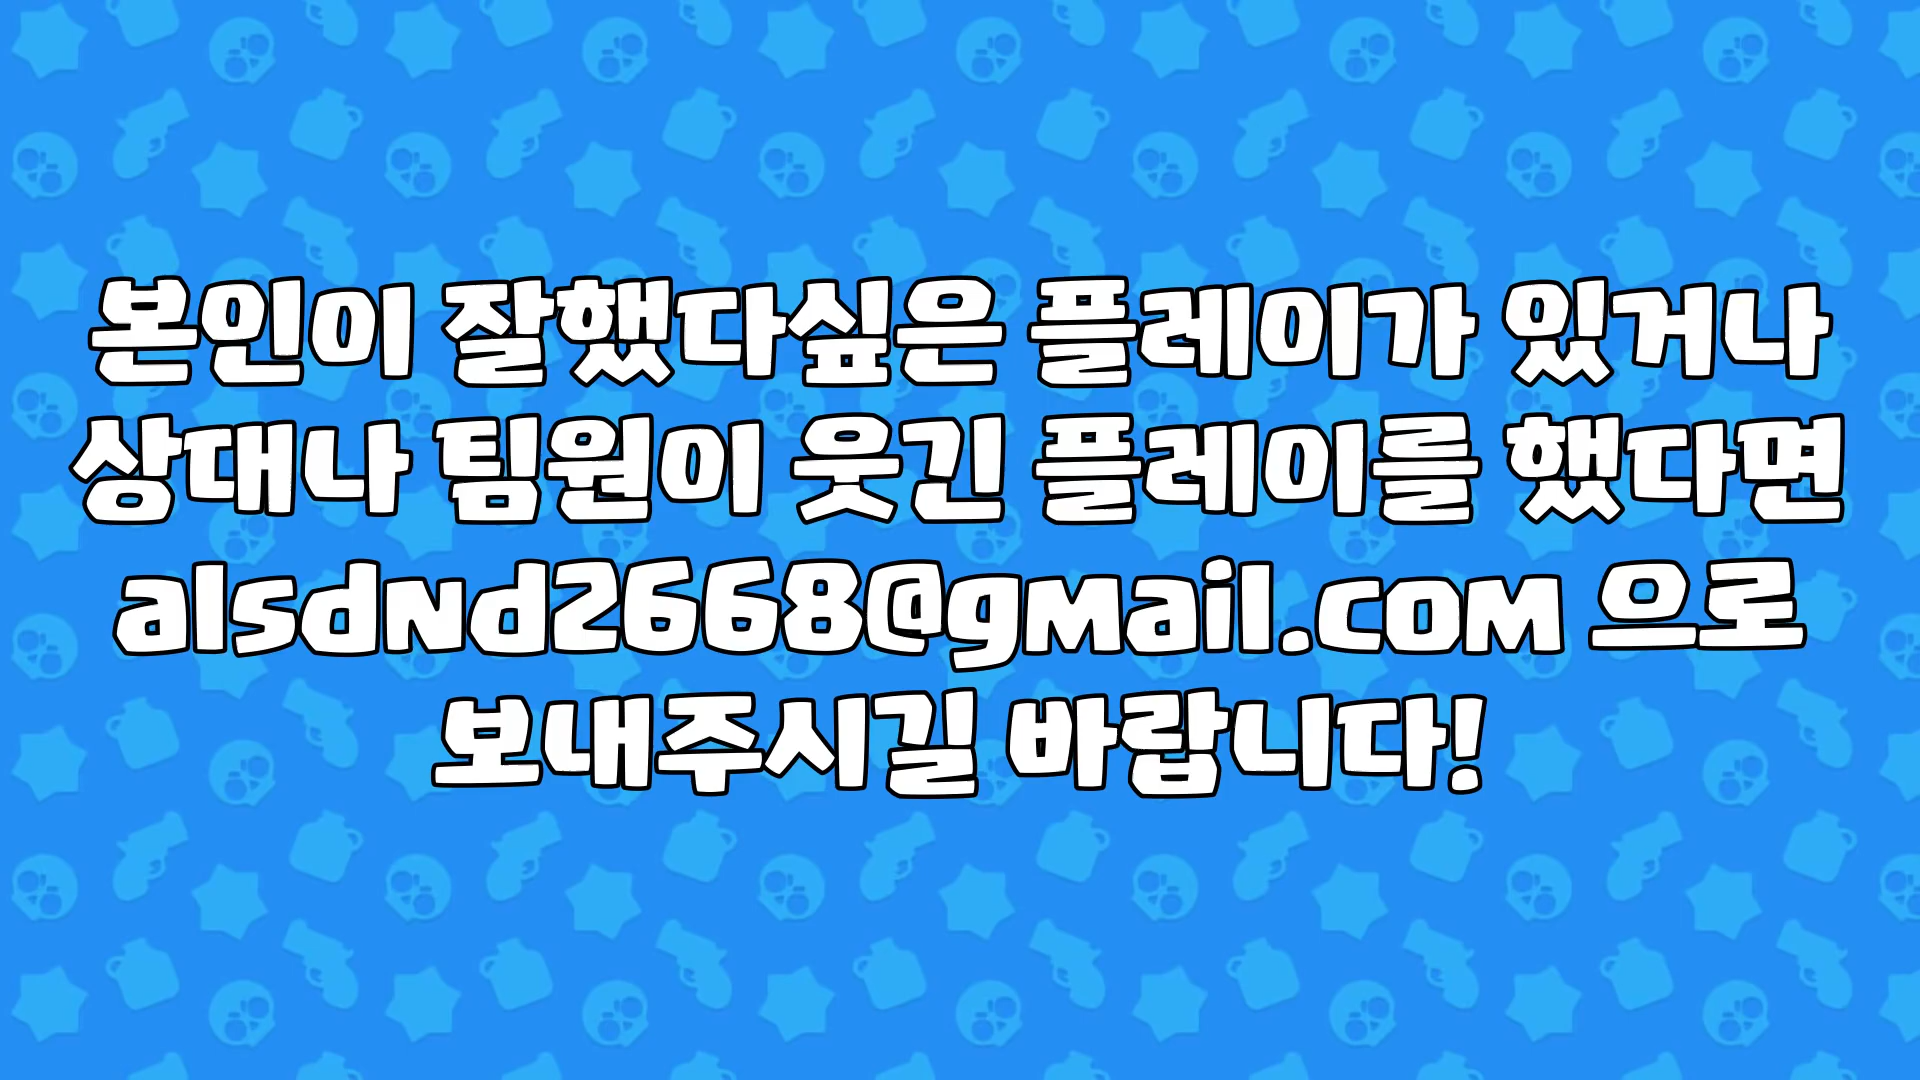 본인이 잘했다싶은 플레이가 있거나
상대나 팀원이 웃긴 플레이를 했다면
alsdnd2668@gmail.com 으로
보내주시길 바랍니다!